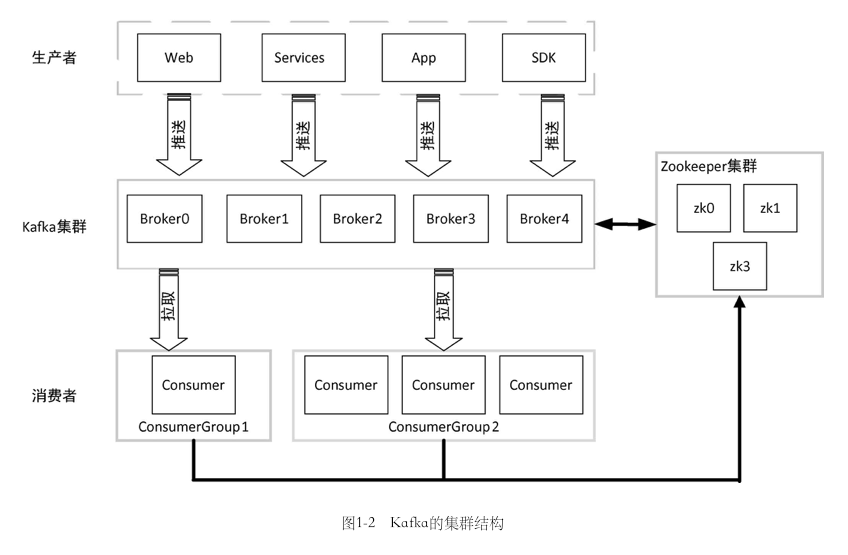 生产者
Web
Services
App
SDK
推送
推送
推送
推送
Zookeeper集群
zk0
zk1
zk3
Kafka集群
Broker0
Broker1
Broker2
Broker3
Broker4
拉取
拉取
消费者
Consumer
ConsumerGroup1
Consumer
Consumer
Consumer
ConsumerGroup2
图1-2 Kafka的集群结构